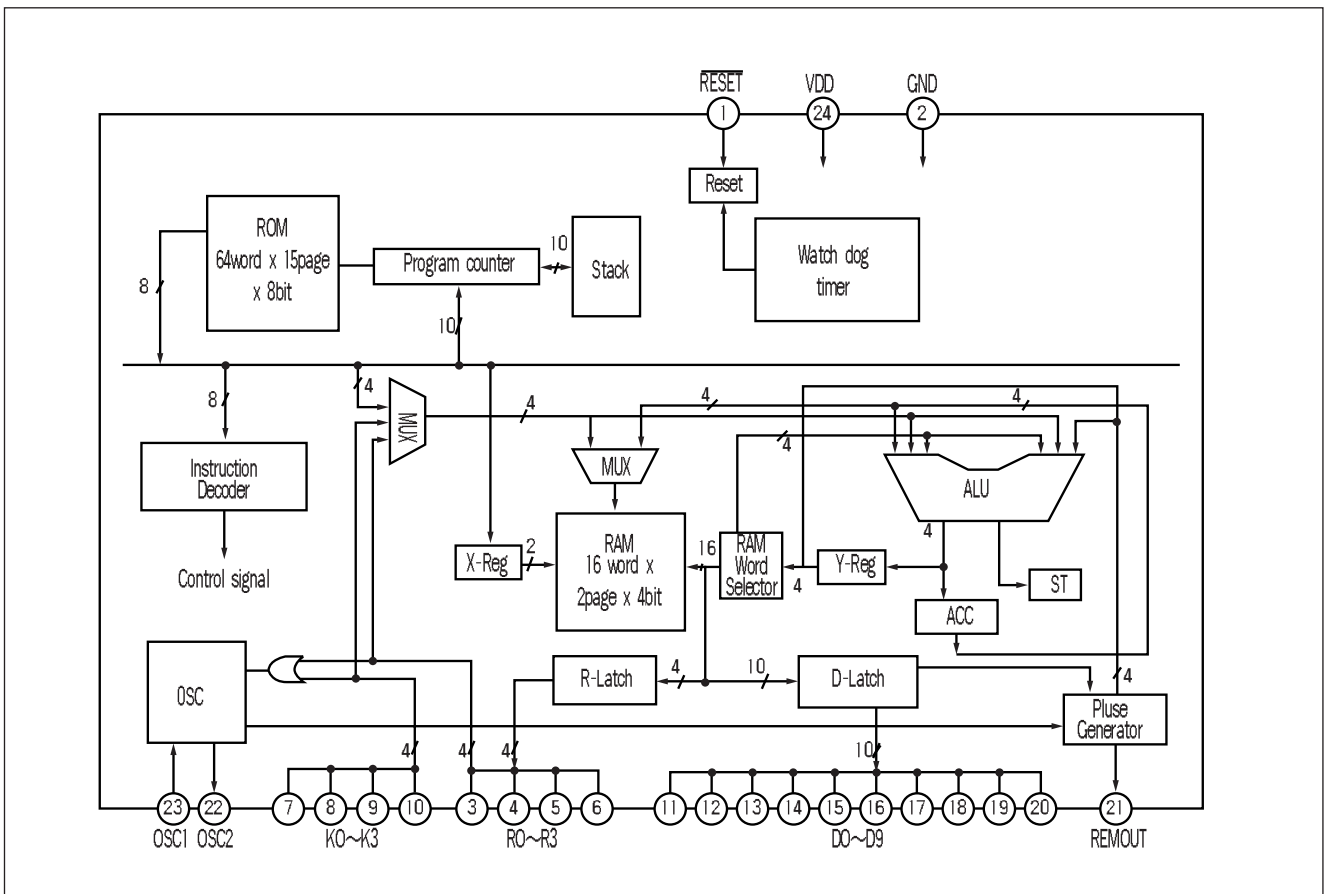 RESET VDD GND
1 24 2
Reset
ROM
64word x 15page
x 8bit
Program counter
10
Stack
Watch dog
timer
8
10
8
4
MUX
4
4
4
4
MUX
ALU
Instruction
Decoder
Control signal
X-Reg
2
RAM
16 word x
2page x 4bit
16
RAM
Word
Selector
4
Y-Reg
4
ST
ACC
OSC
R-Latch
4
10
D-Latch
4
Pluse
Generator
4
4
4
10
23 22 7 8 9 10 3 4 5 6 11 12 13 14 15 16 17 18 19 20 21
OSC1 OSC2 K0~K3 R0~R3 D0~D9 REMOUT